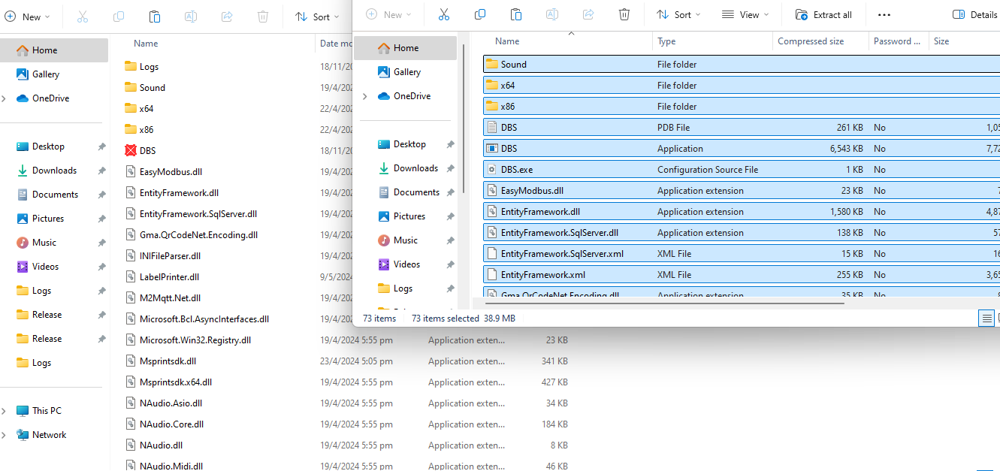 New
Sort
Home
Gallery
OneDrive
Desktop
Downloads
Documents
Pictures
Music
Videos
Logs
Release
Release
Logs
This PC
Network
Name Date mo
Logs 18/11/20
Sound 19/4/202
x64 22/4/202
x86 22/4/202
DBS 18/11/20
EasyModbus.dll 19/4/202
EntityFramework.dll 19/4/202
EntityFramework.SqlServer.dll 19/4/202
Gma.QrCodeNet.Encoding.dll 19/4/202
INIFileParser.dll 19/4/202
LabelPrinter.dll 9/5/2024
M2Mqtt.Net.dll 19/4/202
Microsoft.Bcl.AsyncInterfaces.dll 19/4/202
Microsoft.Win32.Registry.dll 19/4/2024 5:55 pm Application exten... 23 KB
Msprintsdk.dll 23/4/2024 5:05 pm Application exten... 341 KB
Msprintsdk.x64.dll 19/4/2024 5:55 pm Application exten... 427 KB
NAudio.Asio.dll 19/4/2024 5:55 pm Application exten... 34 KB
NAudio.Core.dll 19/4/2024 5:55 pm Application exten... 184 KB
NAudio.dll 19/4/2024 5:55 pm Application exten... 8 KB
NAudio.Midi.dll 19/4/2024 5:55 pm Application exten... 46 KB
New
Sort
View
Extract all
Details
Home
Gallery
OneDrive
Desktop
Downloads
Documents
Pictures
Music
Videos
Logs
Name Type Compressed size Password ... Size
Sound File folder
x64 File folder
x86 File folder
DBS PDB File 261 KB No 1,05
DBS Application 6,543 KB No 7,72
DBS.exe Configuration Source File 1 KB No
EasyModbus.dll Application extension 23 KB No
EntityFramework.dll Application extension 1,580 KB No 4,87
EntityFramework.SqlServer.dll Application extension 138 KB No 57
EntityFramework.SqlServer.xml XML File 15 KB No 16
EntityFramework.xml XML File 255 KB No 3,65
Gma.QrCodeNet.Encoding.dll Application extension 35 KB No
73 items 73 items selected 38.9 MB